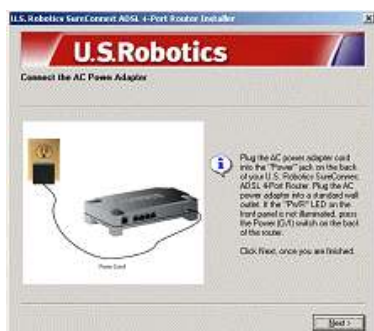 U.S. Robotics SureConnect ADSL 4-Port Router Installer
U.S.Robotics
Connect the AC Power Adapter
Plug the AC power adapter cord
into the "Power" jack on the back
of your U.S. Robotics SureConnect
ADSL 4-Port Router. Plug the AC
power adapter into a standard wall
outlet. If the "PWR" LED on the
front panel is not illuminated, press
the Power (O/I) switch on the back
of the router.
Click Next, once you are finished.
Power Cord
Next >